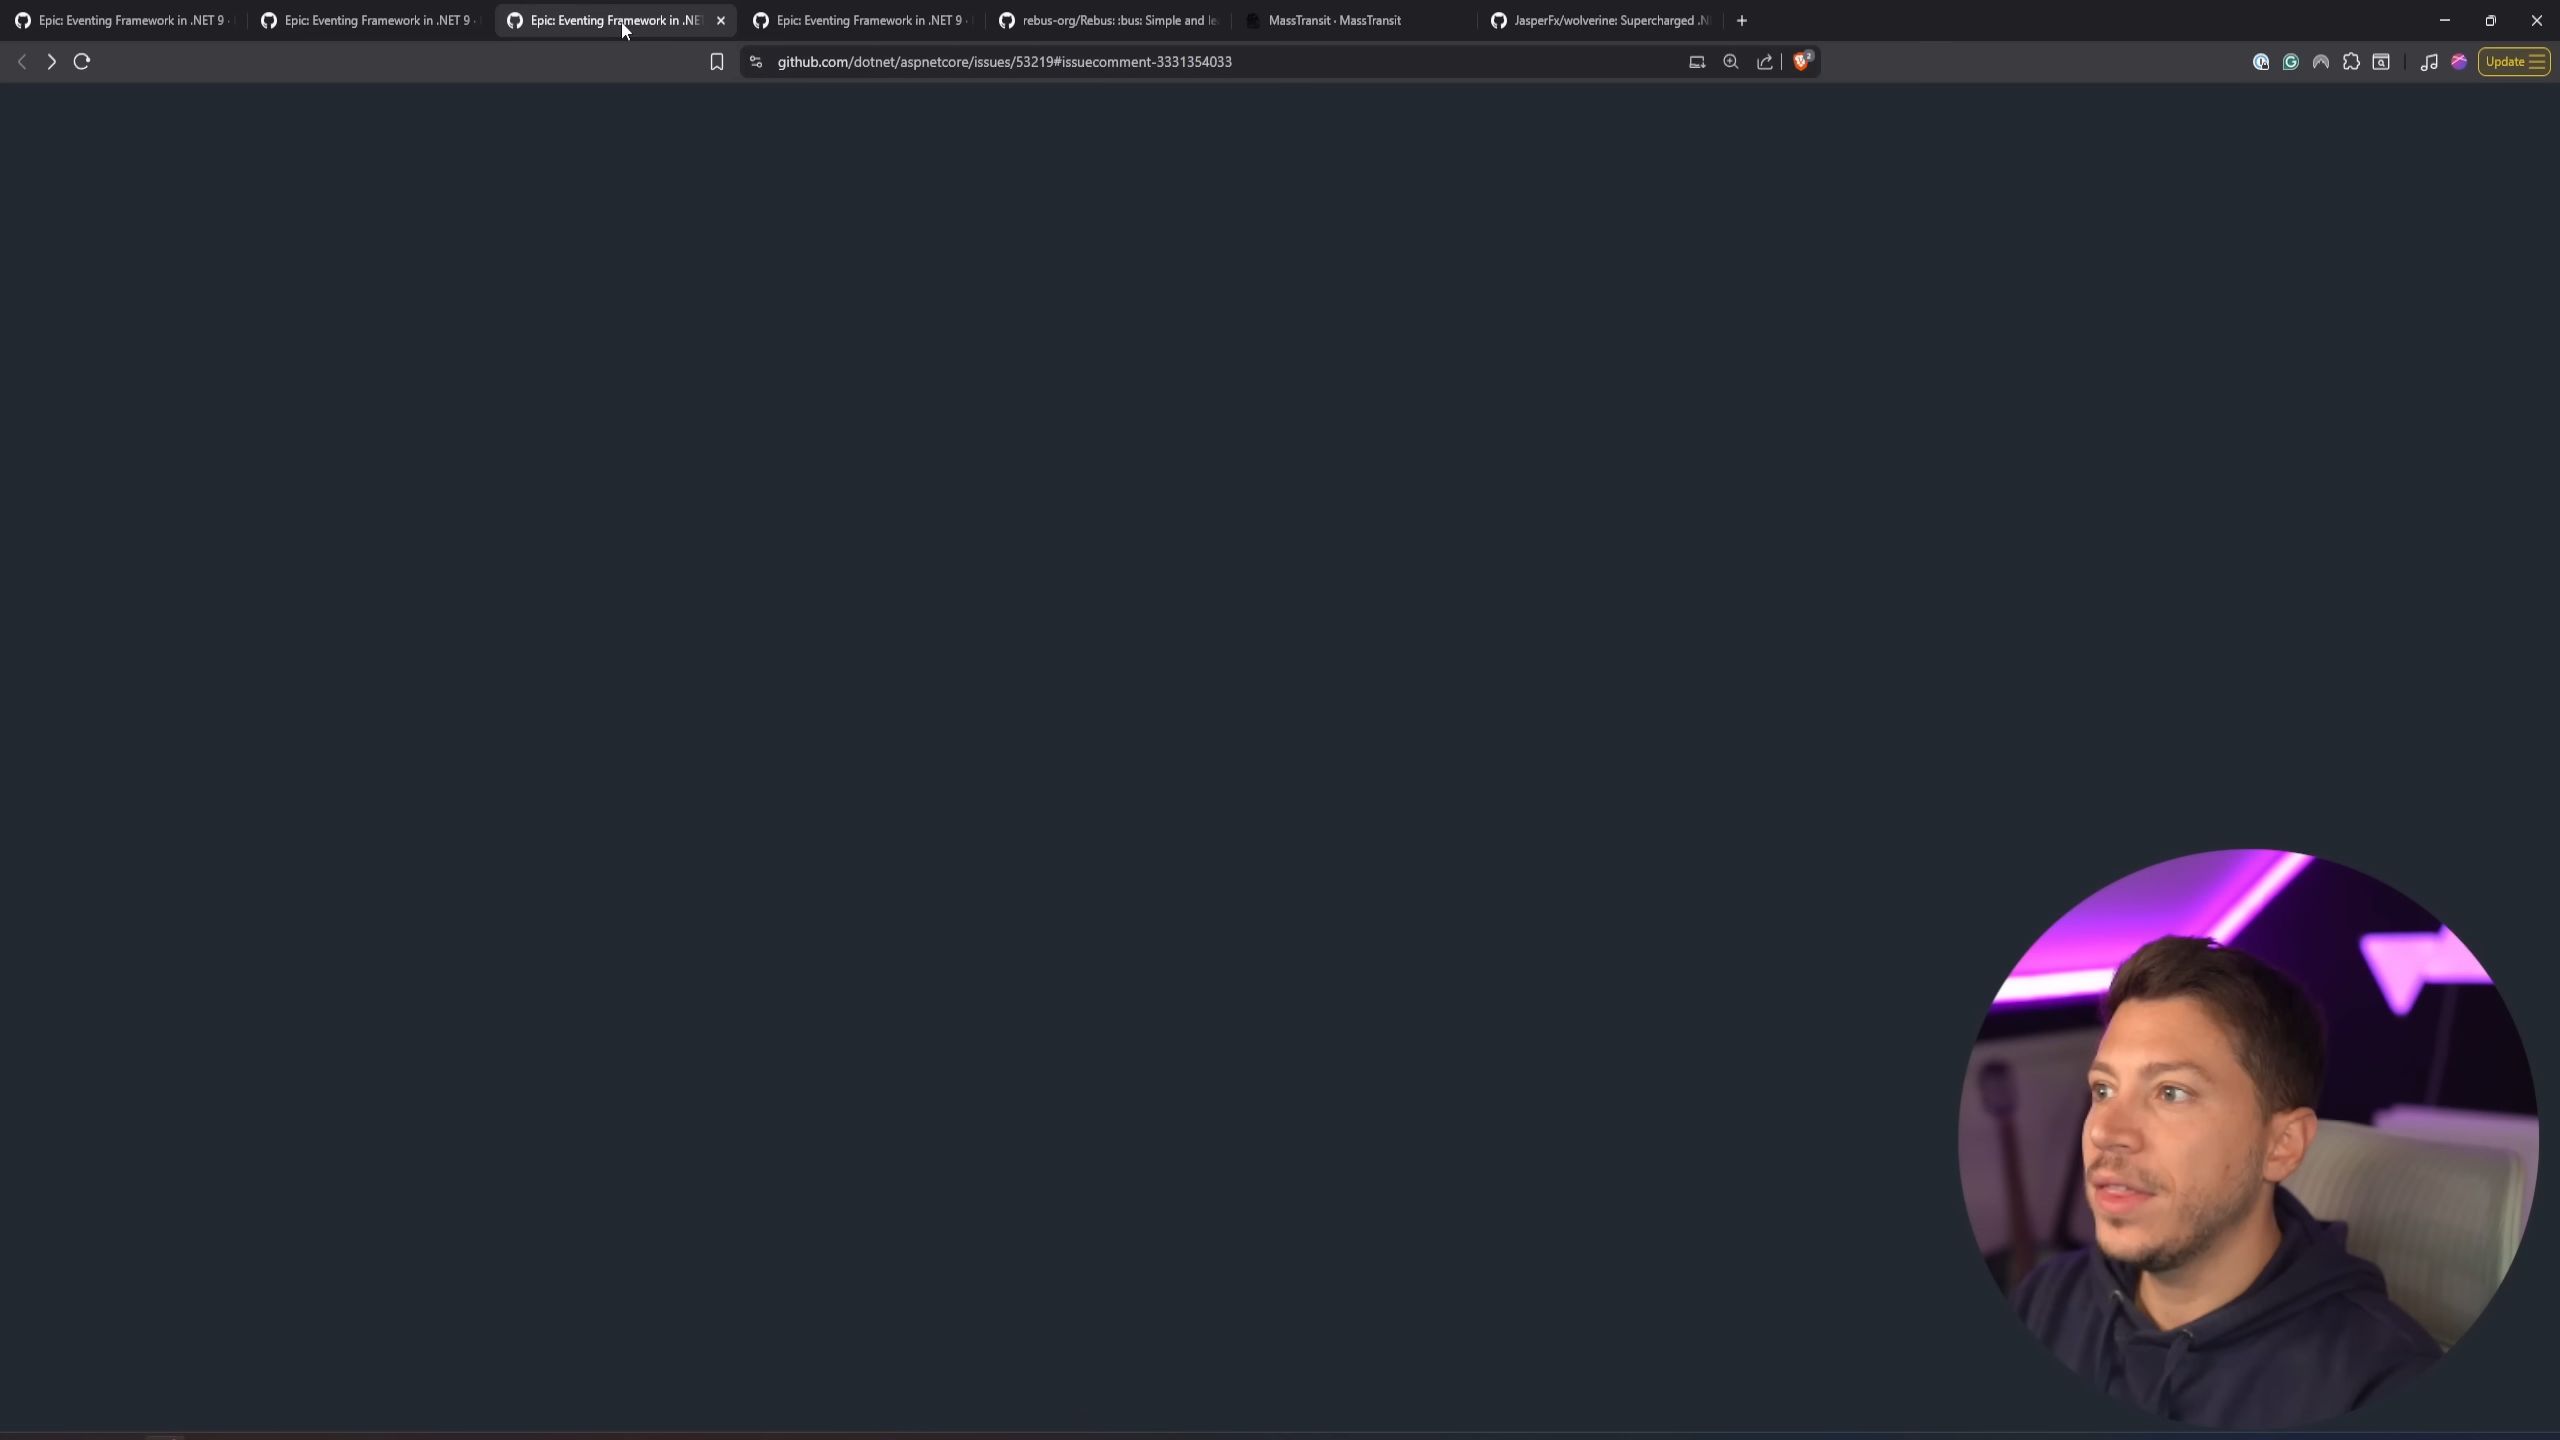 Epic: Eventing Framework in .NET 9 ·
Epic: Eventing Framework in .NET 9 ·
Epic: Eventing Framework in .NET
Epic: Eventing Framework in .NET 9 ·
rebus-org/Rebus: :bus: Simple and le
MassTransit · MassTransit
JasperFx/wolverine: Supercharged .N
github.com/dotnet/aspnetcore/issues/53219#issuecomment-3331354033
2
Update